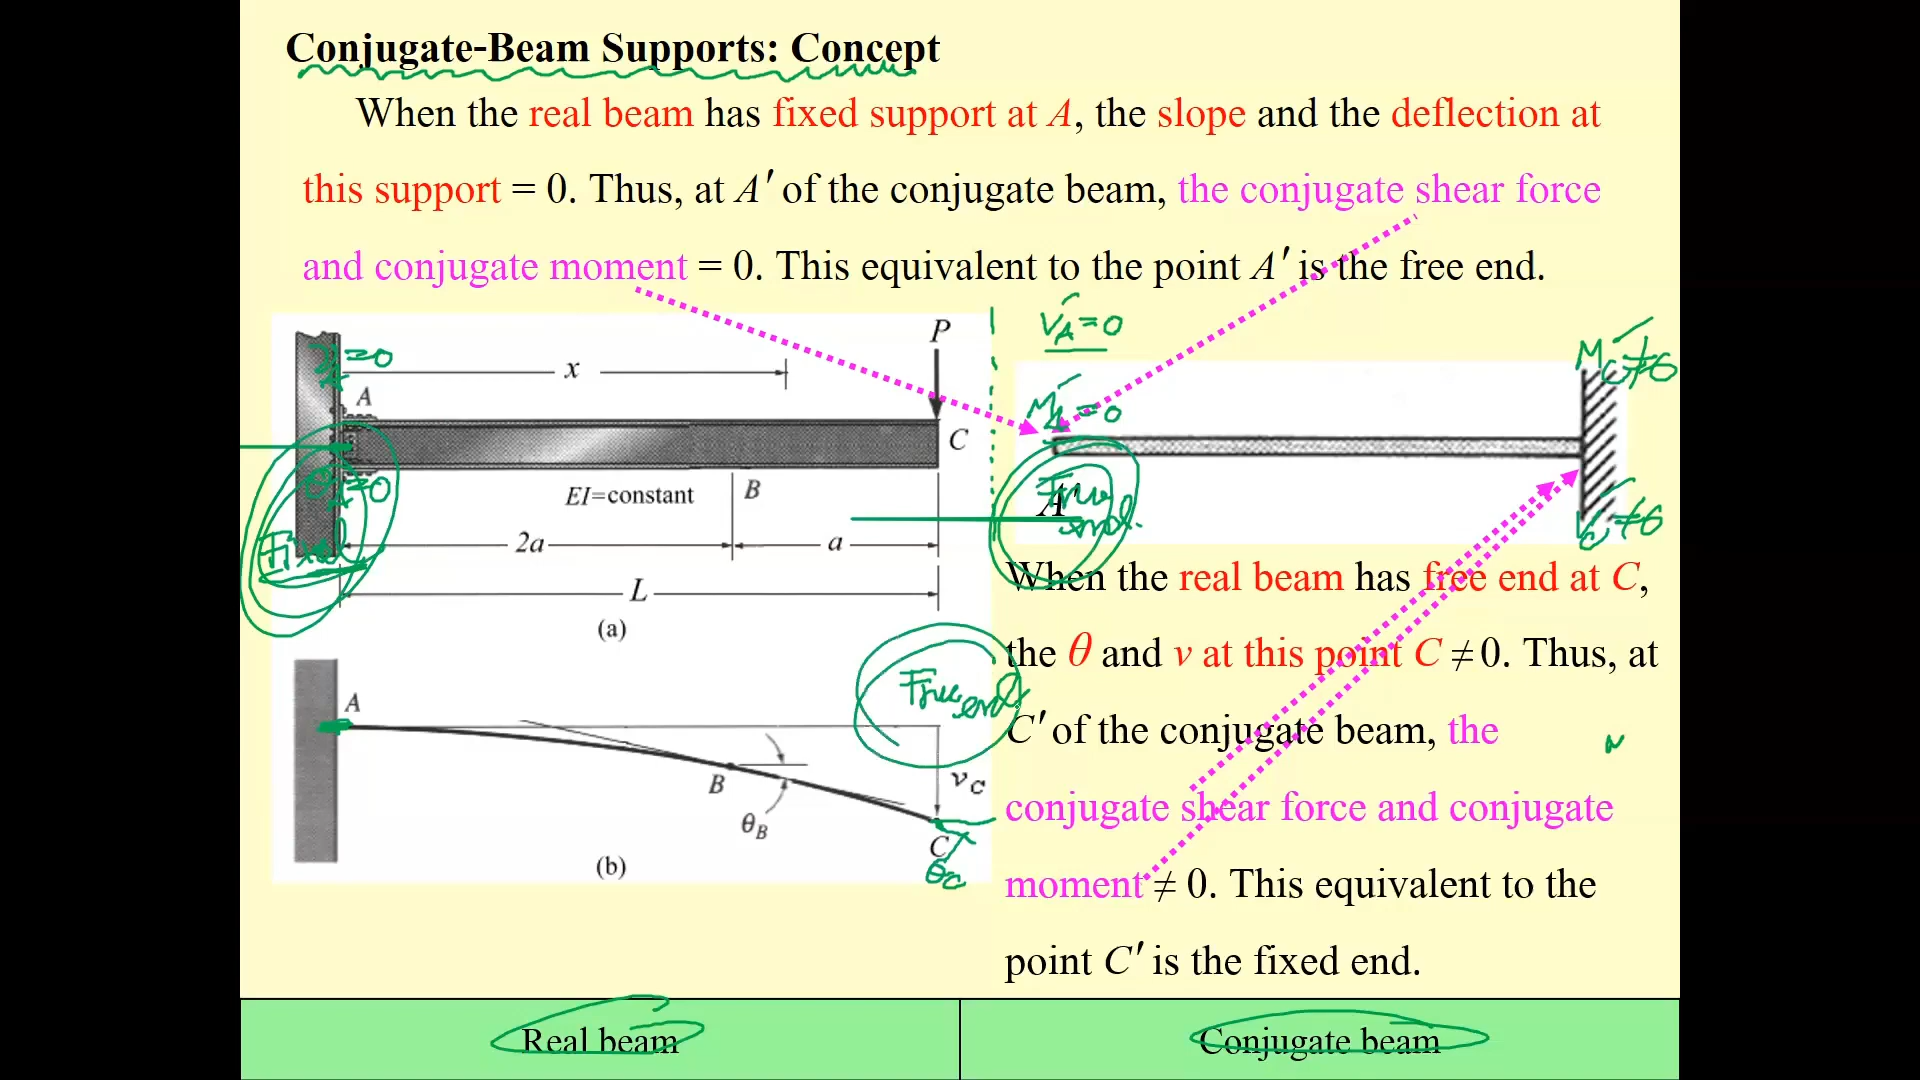 Conjugate-Beam Supports: Concept
When the real beam has fixed support at A, the slope and the deflection at
this support = 0. Thus, at A′ of the conjugate beam, the conjugate shear force
and conjugate moment = 0. This equivalent to the point A′ is the free end.
x
P
A
C
EI=constant
B
2a
a
L
(a)
Fixed
=0
=0
V′A=0
M′A=0
A′
Free
end.
M′C≠0
V′C≠0
When the real beam has free end at C,
the θ and v at this point C ≠ 0. Thus, at
C′ of the conjugate beam, the
conjugate shear force and conjugate
moment ≠ 0. This equivalent to the
point C′ is the fixed end.
Free
end
A
B
θB
vC
C
θC
(b)
Real beam
Conjugate beam